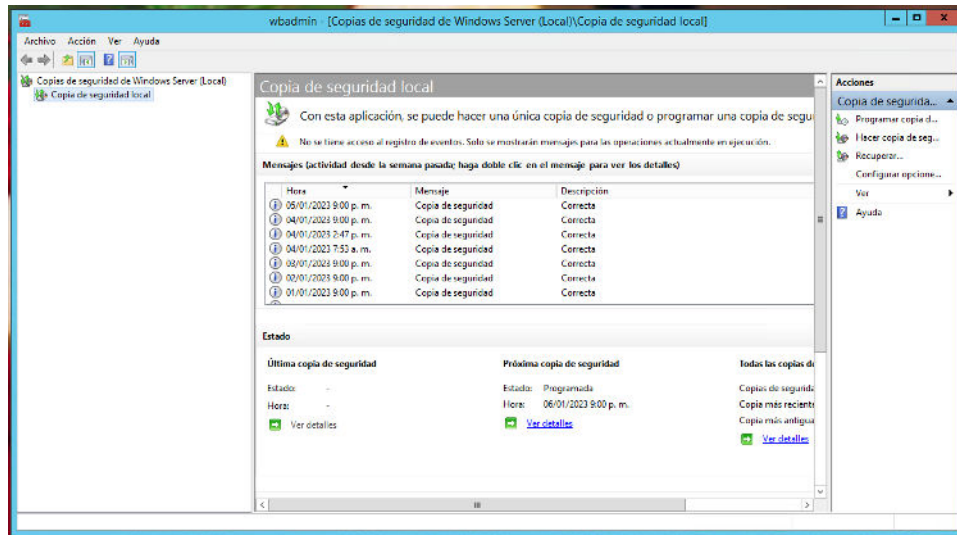 wbadmin - [Copias de seguridad de Windows Server (Local)\Copia de seguridad local]
Archivo Acción Ver Ayuda
Copias de seguridad de Windows Server (Local)
Copia de seguridad local
Copia de seguridad local
Con esta aplicación, se puede hacer una única copia de seguridad o programar una copia de segu
No se tiene acceso al registro de eventos. Solo se mostrarán mensajes para las operaciones actualmente en ejecución.
Mensajes (actividad desde la semana pasada; haga doble clic en el mensaje para ver los detalles)
Hora Mensaje Descripción
05/01/2023 9:00 p. m. Copia de seguridad Correcta
04/01/2023 9:00 p. m. Copia de seguridad Correcta
04/01/2023 2:47 p. m. Copia de seguridad Correcta
04/01/2023 7:53 a. m. Copia de seguridad Correcta
03/01/2023 9:00 p. m. Copia de seguridad Correcta
02/01/2023 9:00 p. m. Copia de seguridad Correcta
01/01/2023 9:00 p. m. Copia de seguridad Correcta
Estado
Última copia de seguridad Próxima copia de seguridad Todas las copias de
Estado: - Estado: Programada Copias de segurida
Hora: - Hora: 06/01/2023 9:00 p. m. Copia más reciente
Ver detalles Ver detalles Copia más antigua
Ver detalles
Acciones
Copia de segurida...
Programar copia d...
Hacer copia de seg...
Recuperar...
Configurar opcione...
Ver
Ayuda